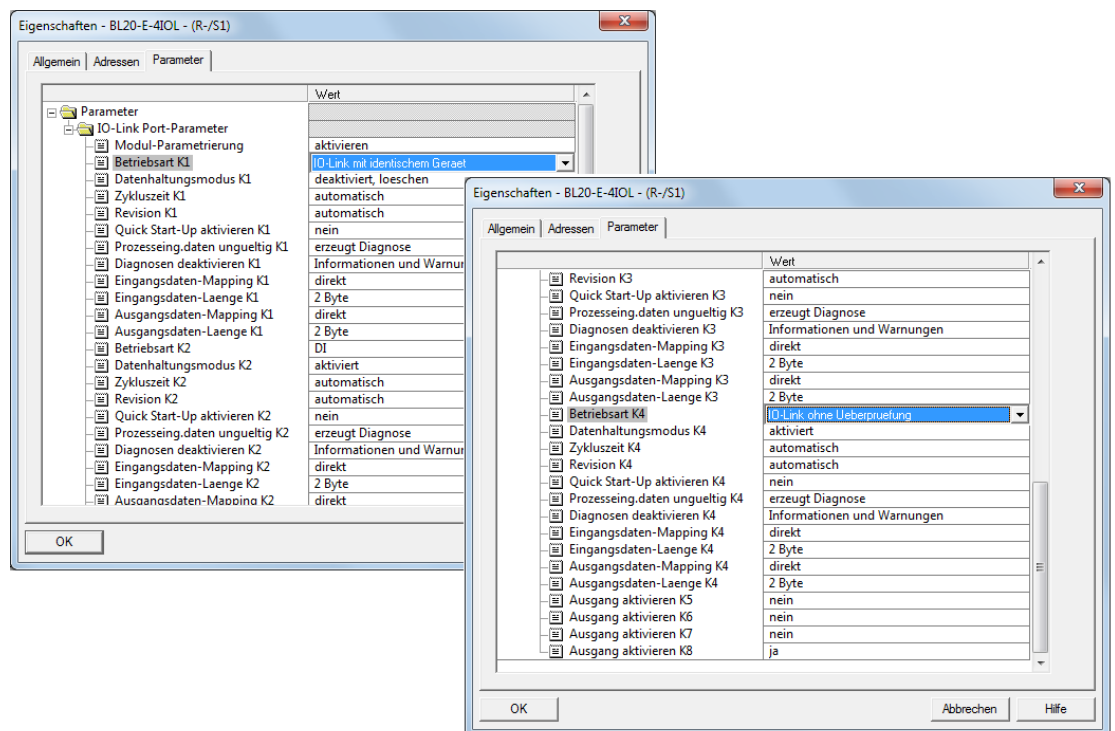 Eigenschaften - BL20-E-4IOL - (R-/S1)
Allgemein Adressen Parameter
Wert
Parameter
IO-Link Port-Parameter
Modul-Parametrierung aktivieren
Betriebsart K1 IO-Link mit identischem Geraet
Datenhaltungsmodus K1 deaktiviert, loeschen
Zykluszeit K1 automatisch
Revision K1 automatisch
Quick Start-Up aktivieren K1 nein
Prozesseing.daten ungueltig K1 erzeugt Diagnose
Diagnosen deaktivieren K1 Informationen und Warnun
Eingangsdaten-Mapping K1 direkt
Eingangsdaten-Laenge K1 2 Byte
Ausgangsdaten-Mapping K1 direkt
Ausgangsdaten-Laenge K1 2 Byte
Betriebsart K2 DI
Datenhaltungsmodus K2 aktiviert
Zykluszeit K2 automatisch
Revision K2 automatisch
Quick Start-Up aktivieren K2 nein
Prozesseing.daten ungueltig K2 erzeugt Diagnose
Diagnosen deaktivieren K2 Informationen und Warnun
Eingangsdaten-Mapping K2 direkt
Eingangsdaten-Laenge K2 2 Byte
Ausgangsdaten-Mapping K2 direkt
OK
Eigenschaften - BL20-E-4IOL - (R-/S1)
Allgemein Adressen Parameter
Wert
Revision K3 automatisch
Quick Start-Up aktivieren K3 nein
Prozesseing.daten ungueltig K3 erzeugt Diagnose
Diagnosen deaktivieren K3 Informationen und Warnungen
Eingangsdaten-Mapping K3 direkt
Eingangsdaten-Laenge K3 2 Byte
Ausgangsdaten-Mapping K3 direkt
Ausgangsdaten-Laenge K3 2 Byte
Betriebsart K4 IO-Link ohne Ueberpruefung
Datenhaltungsmodus K4 aktiviert
Zykluszeit K4 automatisch
Revision K4 automatisch
Quick Start-Up aktivieren K4 nein
Prozesseing.daten ungueltig K4 erzeugt Diagnose
Diagnosen deaktivieren K4 Informationen und Warnungen
Eingangsdaten-Mapping K4 direkt
Eingangsdaten-Laenge K4 2 Byte
Ausgangsdaten-Mapping K4 direkt
Ausgangsdaten-Laenge K4 2 Byte
Ausgang aktivieren K5 nein
Ausgang aktivieren K6 nein
Ausgang aktivieren K7 nein
Ausgang aktivieren K8 ja
OK Abbrechen Hilfe